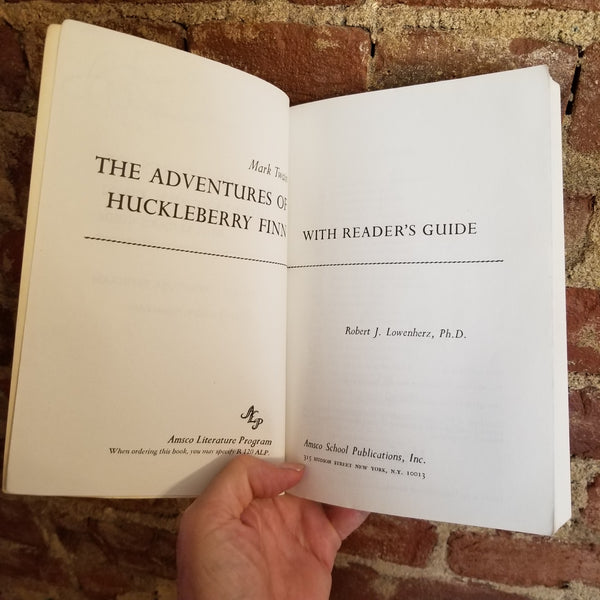 Mark Twain
THE ADVENTURES OF
HUCKLEBERRY FINN
ALP
Amsco Literature Program
When ordering this book, you may specify R 120 ALP.
WITH READER'S GUIDE
Robert J. Lowenherz, Ph.D.
Amsco School Publications, Inc.
315 HUDSON STREET NEW YORK, N.Y. 10013